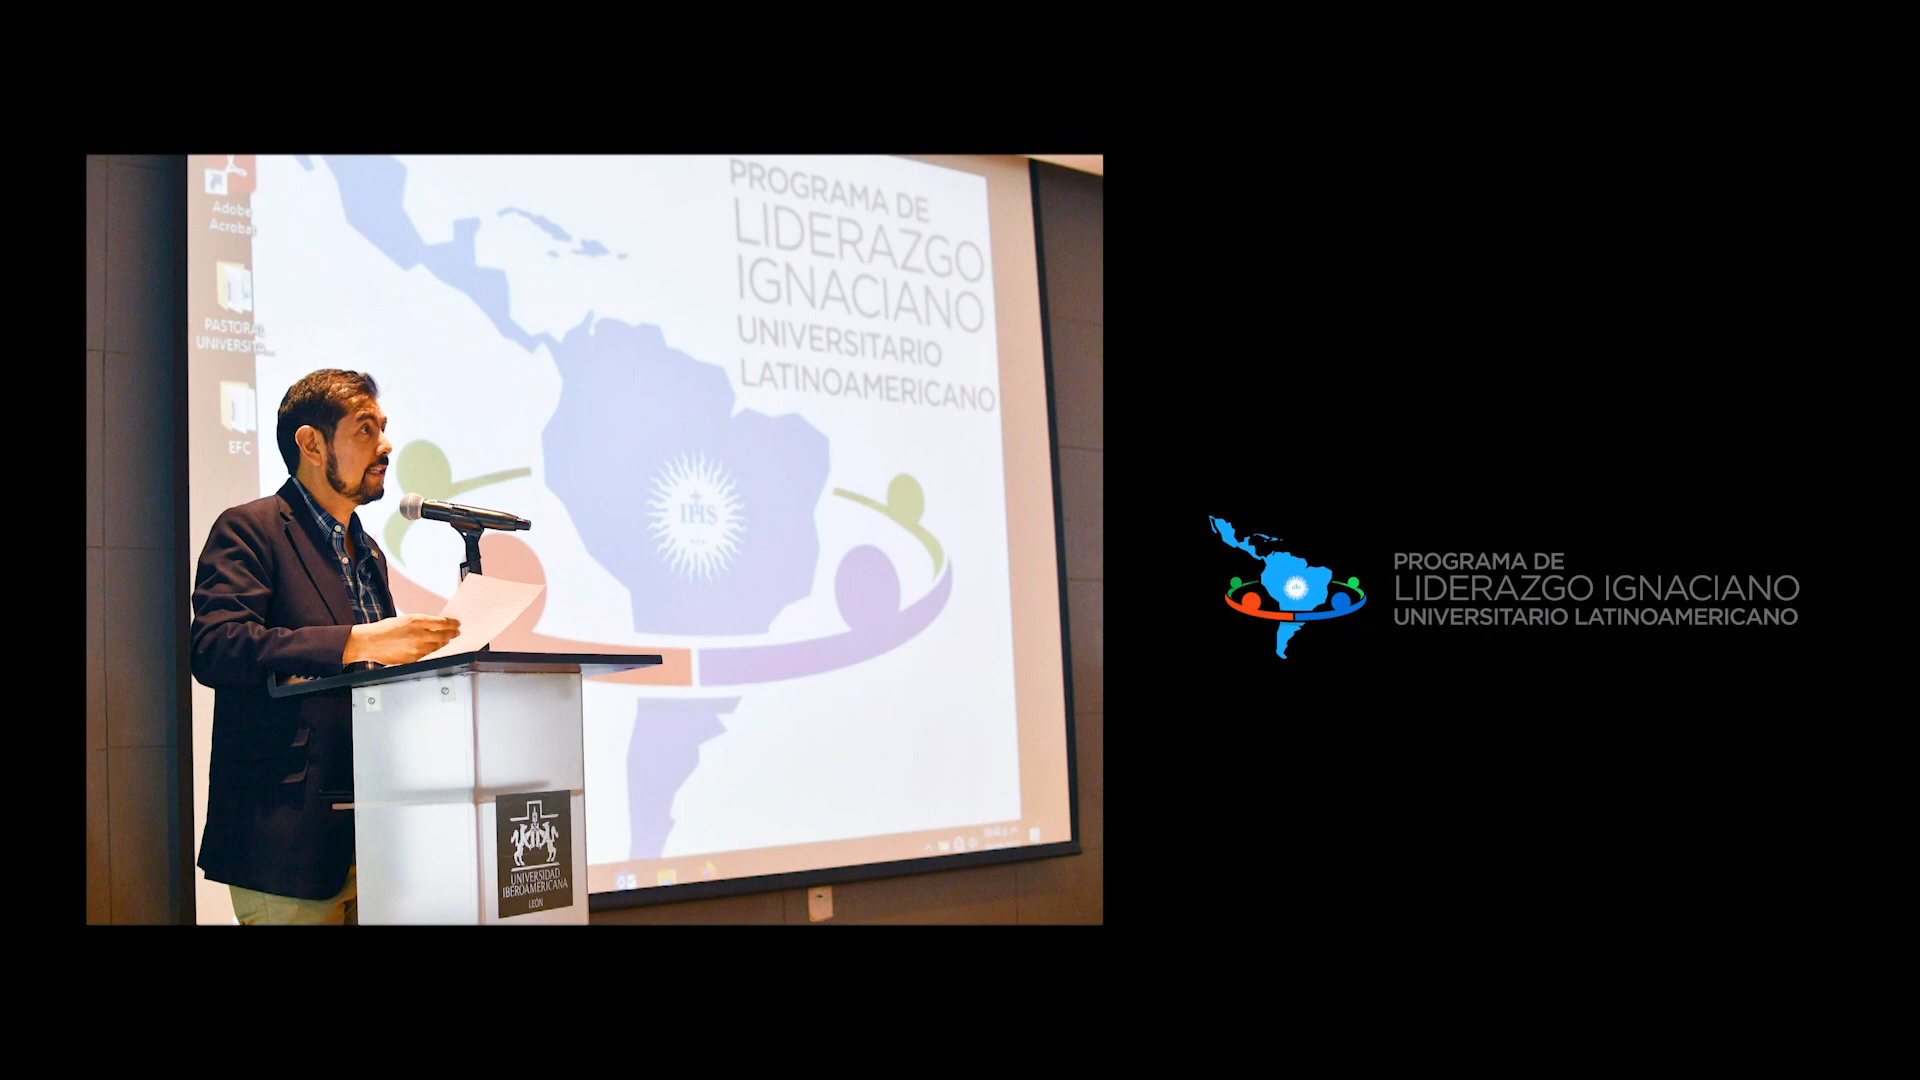 Adobe
Acrobat
PASTORAL
UNIVERSITA...
EFC
PROGRAMA DE
LIDERAZGO
IGNACIANO
UNIVERSITARIO
LATINOAMERICANO
IHS
UNIVERSIDAD
IBEROAMERICANA
LEÓN
PROGRAMA DE
LIDERAZGO IGNACIANO
UNIVERSITARIO LATINOAMERICANO